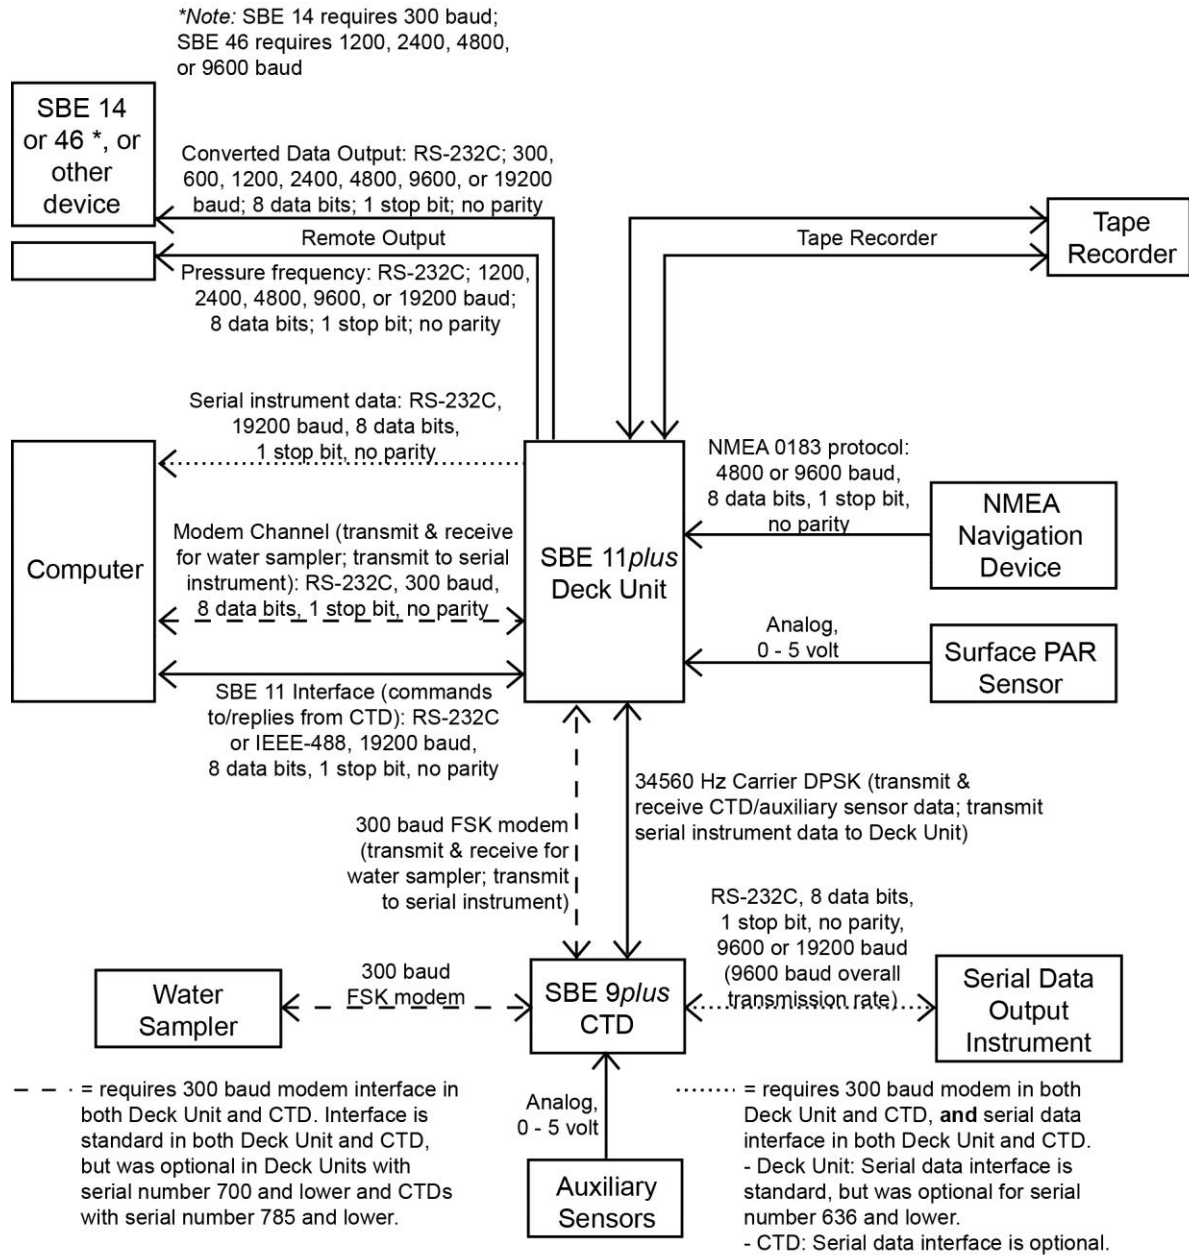 *Note: SBE 14 requires 300 baud;
SBE 46 requires 1200, 2400, 4800,
or 9600 baud
SBE 14
or 46 *, or
other
device
Converted Data Output: RS-232C; 300,
600, 1200, 2400, 4800, 9600, or 19200
baud; 8 data bits; 1 stop bit; no parity
Remote Output
Pressure frequency: RS-232C; 1200,
2400, 4800, 9600, or 19200 baud;
8 data bits; 1 stop bit; no parity
Tape Recorder
Tape
Recorder
Serial instrument data: RS-232C,
19200 baud, 8 data bits,
1 stop bit, no parity
Computer
Modem Channel (transmit & receive
for water sampler; transmit to serial
instrument): RS-232C, 300 baud,
8 data bits, 1 stop bit, no parity
SBE 11 Interface (commands
to/replies from CTD): RS-232C
or IEEE-488, 19200 baud,
8 data bits, 1 stop bit, no parity
SBE 11plus
Deck Unit
NMEA 0183 protocol:
4800 or 9600 baud,
8 data bits, 1 stop bit,
no parity
NMEA
Navigation
Device
Analog,
0 - 5 volt
Surface PAR
Sensor
300 baud FSK modem
(transmit & receive for
water sampler; transmit
to serial instrument)
34560 Hz Carrier DPSK (transmit &
receive CTD/auxiliary sensor data; transmit
serial instrument data to Deck Unit)
RS-232C, 8 data bits,
1 stop bit, no parity,
9600 or 19200 baud
(9600 baud overall
transmission rate)
Water
Sampler
300 baud
FSK modem
SBE 9plus
CTD
Serial Data
Output
Instrument
= requires 300 baud modem interface in
both Deck Unit and CTD. Interface is
standard in both Deck Unit and CTD,
but was optional in Deck Units with
serial number 700 and lower and CTDs
with serial number 785 and lower.
Analog,
0 - 5 volt
Auxiliary
Sensors
= requires 300 baud modem in both
Deck Unit and CTD, and serial data
interface in both Deck Unit and CTD.
- Deck Unit: Serial data interface is
standard, but was optional for serial
number 636 and lower.
- CTD: Serial data interface is optional.